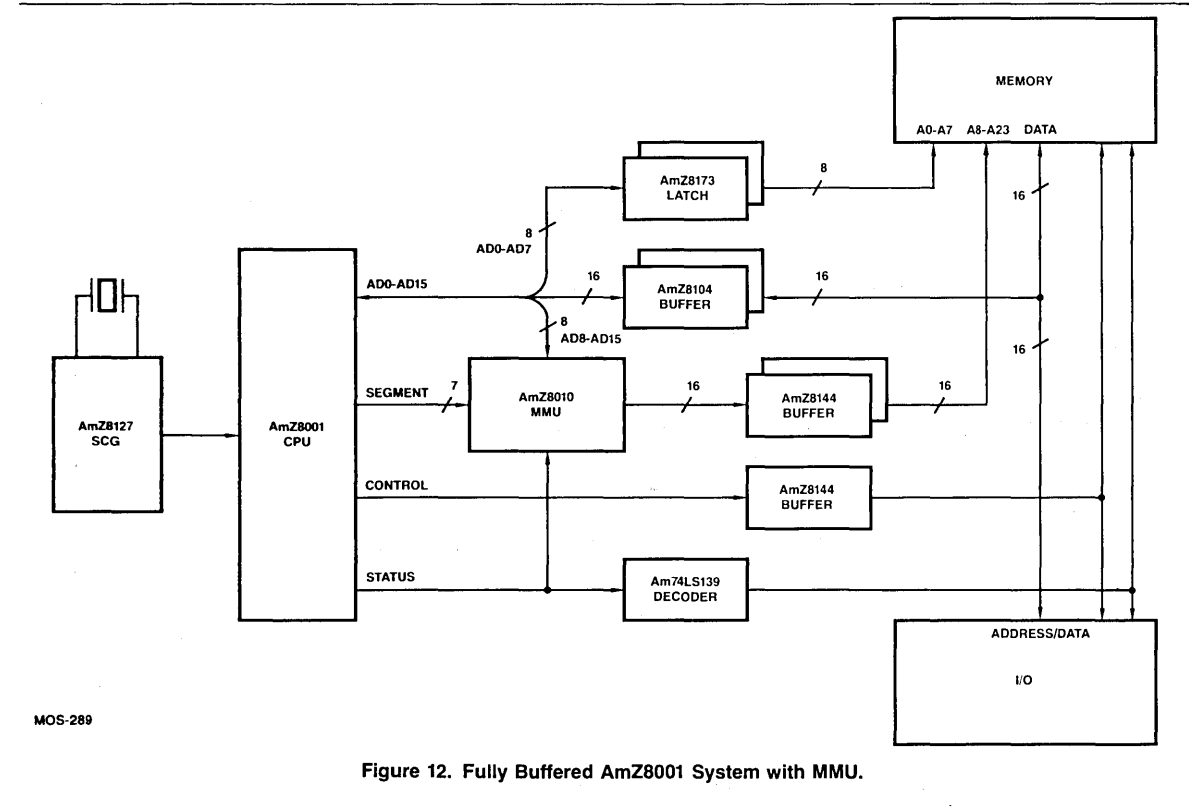 MEMORY
A0-A7 A8-A23 DATA
AmZ8173
LATCH
8
16
8
AD0-AD7
AD0-AD15
16
AmZ8104
BUFFER
16
8
AD8-AD15
16
SEGMENT
7
AmZ8010
MMU
16
AmZ8144
BUFFER
16
AmZ8127
SCG
AmZ8001
CPU
CONTROL
AmZ8144
BUFFER
STATUS
Am74LS139
DECODER
ADDRESS/DATA
I/O
MOS-289
Figure 12. Fully Buffered AmZ8001 System with MMU.